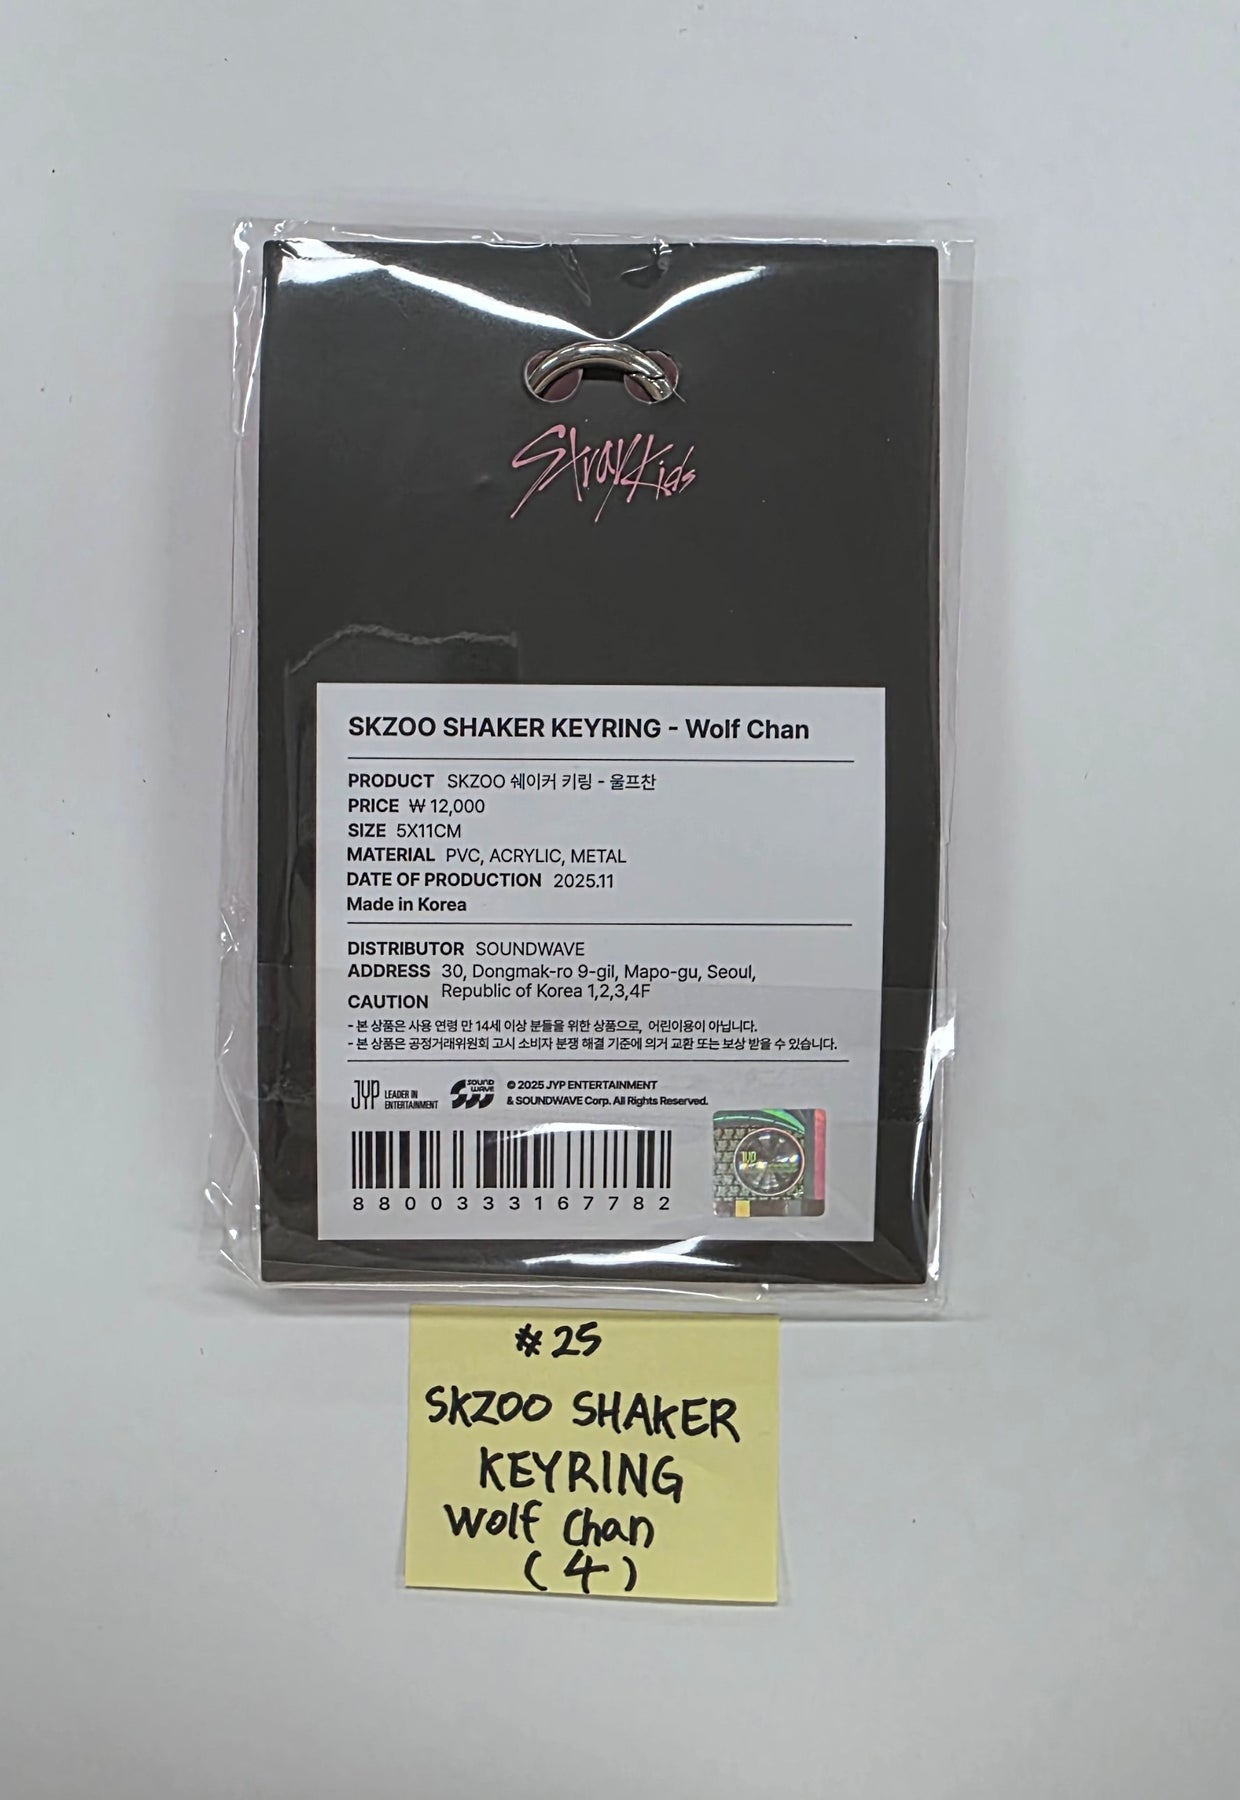 Stray Kids
SKZOO SHAKER KEYRING - Wolf Chan
PRODUCT SKZOO 쉐이커 키링 - 울프찬
PRICE ₩ 12,000
SIZE 5X11CM
MATERIAL PVC, ACRYLIC, METAL
DATE OF PRODUCTION 2025.11
Made in Korea
DISTRIBUTOR SOUNDWAVE
ADDRESS 30, Dongmak-ro 9-gil, Mapo-gu, Seoul,
Republic of Korea 1,2,3,4F
CAUTION
- 본 상품은 사용 연령 만 14세 이상 분들을 위한 상품으로, 어린이용이 아닙니다.
- 본 상품은 공정거래위원회 고시 소비자 분쟁 해결 기준에 의거 교환 또는 보상 받을 수 있습니다.
JYP LEADER IN
ENTERTAINMENT
SOUND
WAVE
© 2025 JYP ENTERTAINMENT
& SOUNDWAVE Corp. All Rights Reserved.
JYP
8800333167782
#25
SKZOO SHAKER
KEYRING
Wolf Chan
(4)